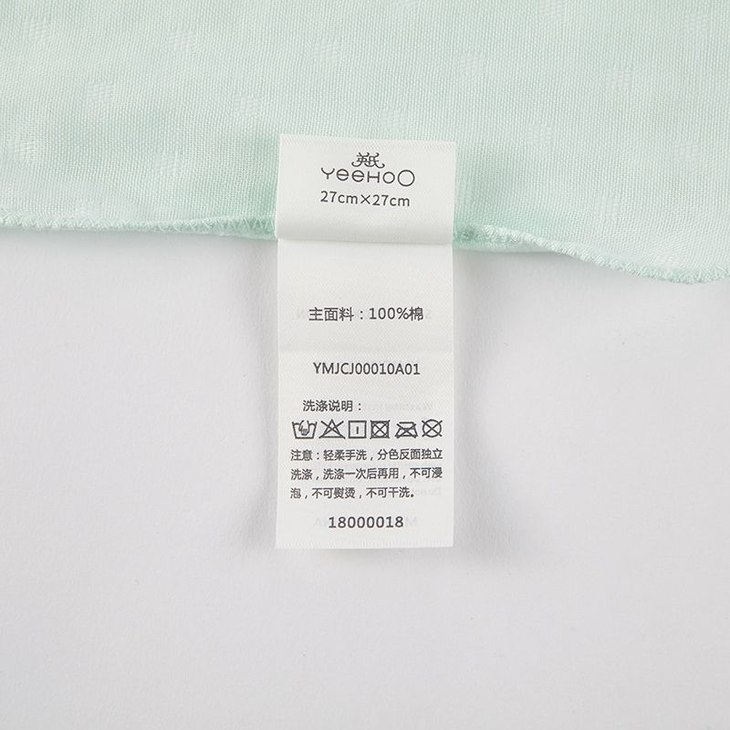 英氏
YeeHoO
27cm×27cm
主面料：100%棉
YMJCJ00010A01
洗涤说明：
注意：轻柔手洗，分色反面独立
洗涤，洗涤一次后再用，不可浸
泡，不可熨烫，不可干洗。
18000018